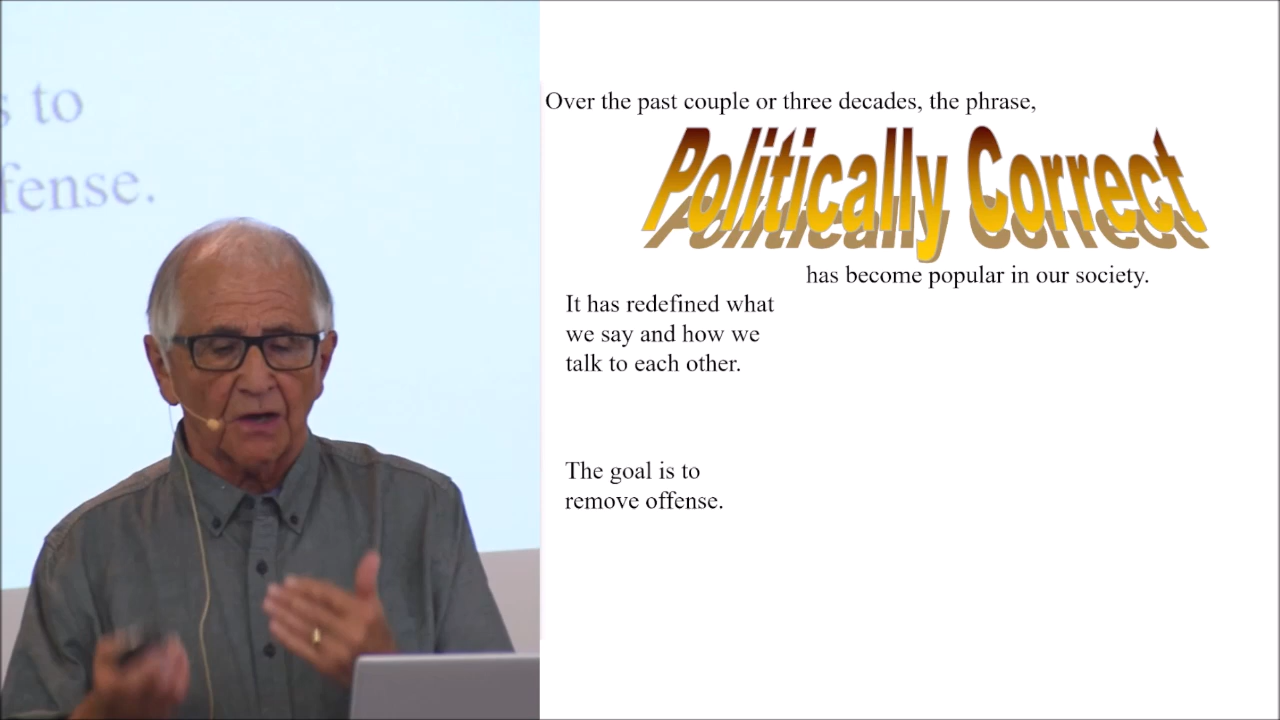 s to
fense.
Over the past couple or three decades, the phrase,
Politically Correct
has become popular in our society.
It has redefined what
we say and how we
talk to each other.
The goal is to
remove offense.